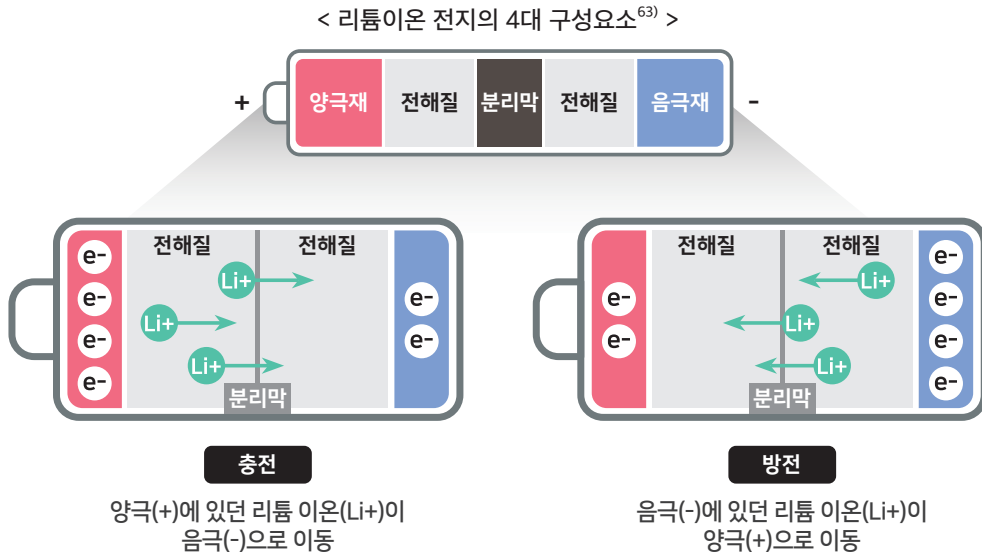 < 리튬이온 전지의 4대 구성요소63) >
+ 양극재 전해질 분리막 전해질 음극재 -
전해질 전해질
e-
e-
e-
e-
Li+
Li+
Li+
e-
e-
분리막
전해질 전해질
e-
e-
Li+
Li+
Li+
e-
e-
e-
e-
분리막
충전
양극(+)에 있던 리튬 이온(Li+)이
음극(-)으로 이동
방전
음극(-)에 있던 리튬 이온(Li+)이
양극(+)으로 이동